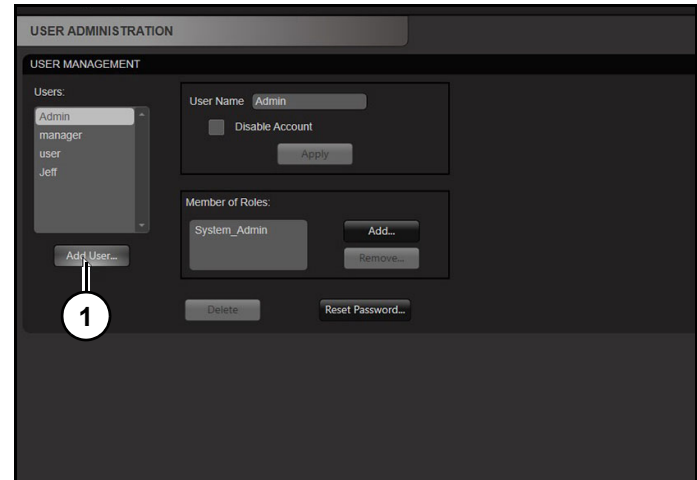 USER ADMINISTRATION
USER MANAGEMENT
Users:
Admin
manager
user
Jeff
Add User...
1
User Name Admin
Disable Account
Apply
Member of Roles:
System_Admin
Add...
Remove...
Delete
Reset Password...